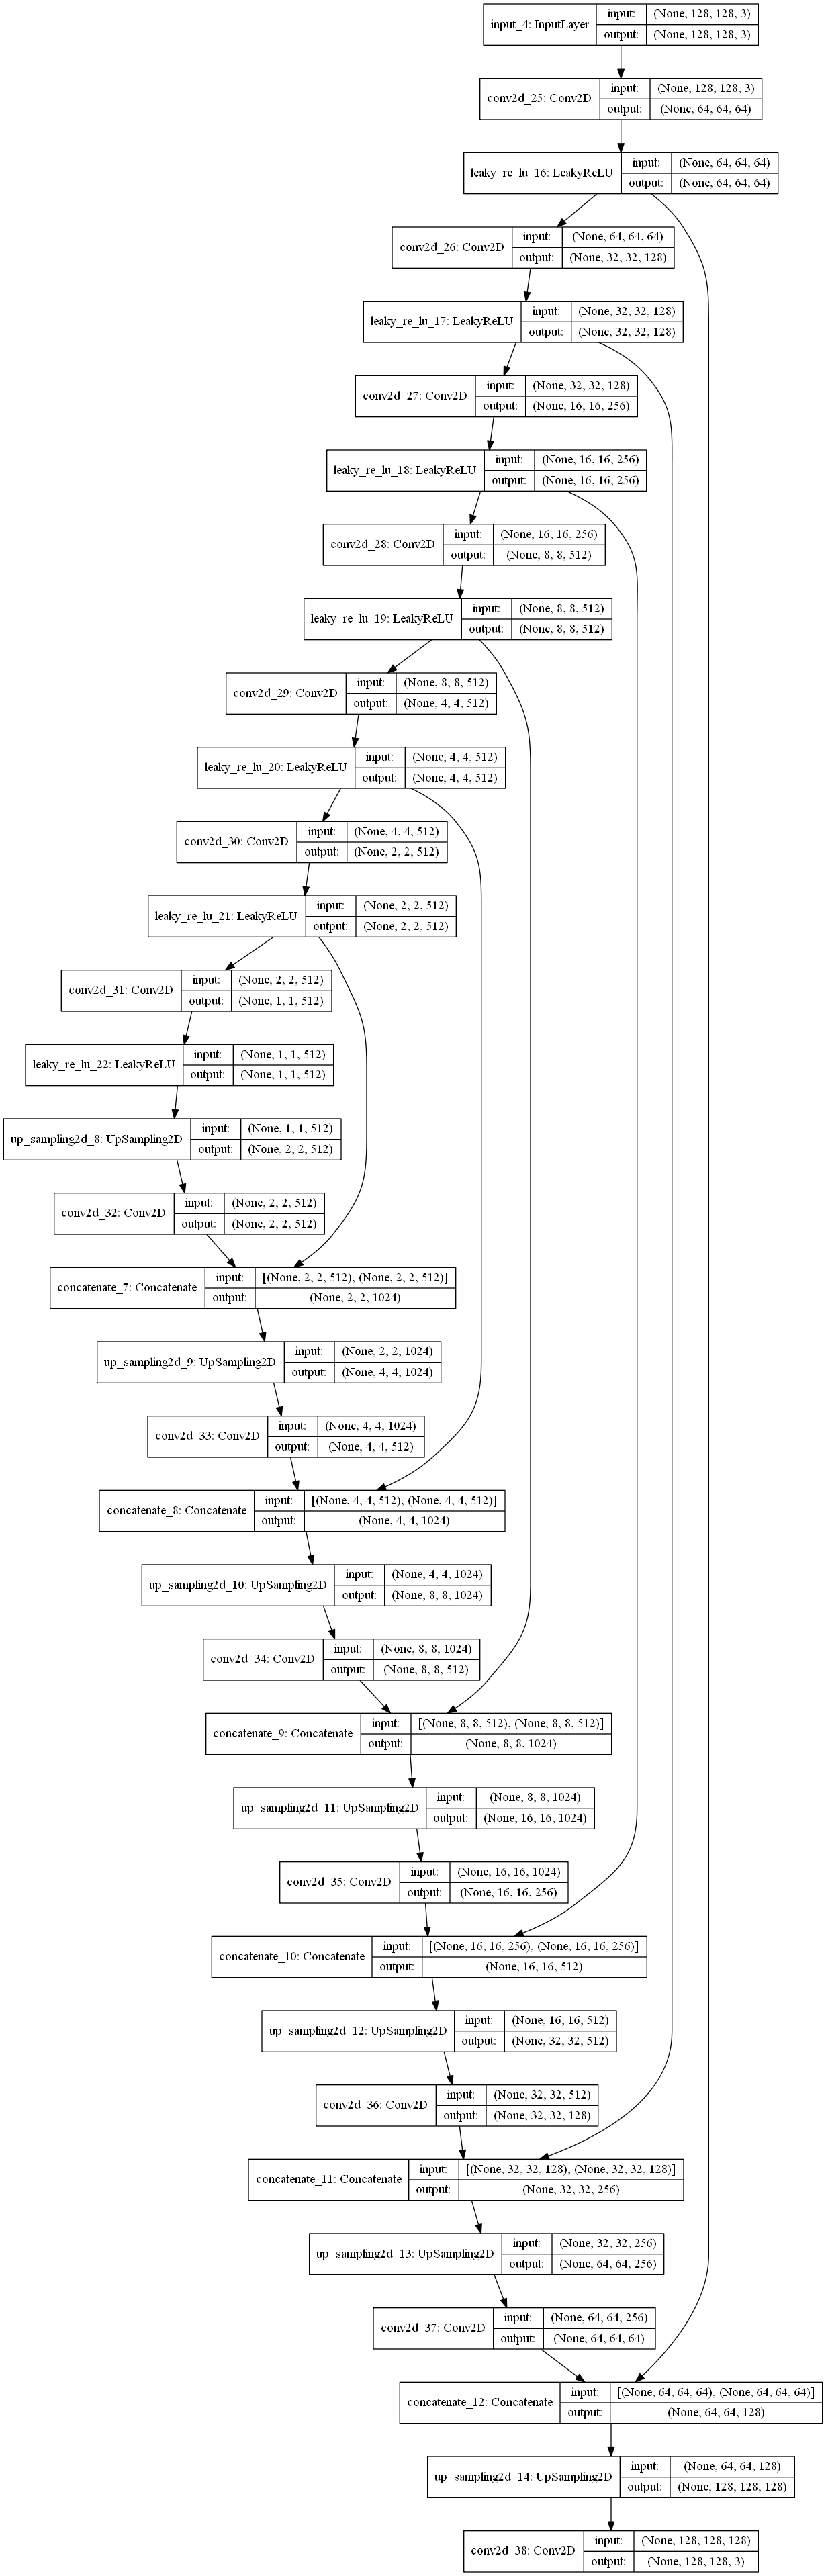 input_4: InputLayer input: (None, 128, 128, 3)
output: (None, 128, 128, 3)
conv2d_25: Conv2D input: (None, 128, 128, 3)
output: (None, 64, 64, 64)
leaky_re_lu_16: LeakyReLU input: (None, 64, 64, 64)
output: (None, 64, 64, 64)
conv2d_26: Conv2D input: (None, 64, 64, 64)
output: (None, 32, 32, 128)
leaky_re_lu_17: LeakyReLU input: (None, 32, 32, 128)
output: (None, 32, 32, 128)
conv2d_27: Conv2D input: (None, 32, 32, 128)
output: (None, 16, 16, 256)
leaky_re_lu_18: LeakyReLU input: (None, 16, 16, 256)
output: (None, 16, 16, 256)
conv2d_28: Conv2D input: (None, 16, 16, 256)
output: (None, 8, 8, 512)
leaky_re_lu_19: LeakyReLU input: (None, 8, 8, 512)
output: (None, 8, 8, 512)
conv2d_29: Conv2D input: (None, 8, 8, 512)
output: (None, 4, 4, 512)
leaky_re_lu_20: LeakyReLU input: (None, 4, 4, 512)
output: (None, 4, 4, 512)
conv2d_30: Conv2D input: (None, 4, 4, 512)
output: (None, 2, 2, 512)
leaky_re_lu_21: LeakyReLU input: (None, 2, 2, 512)
output: (None, 2, 2, 512)
conv2d_31: Conv2D input: (None, 2, 2, 512)
output: (None, 1, 1, 512)
leaky_re_lu_22: LeakyReLU input: (None, 1, 1, 512)
output: (None, 1, 1, 512)
up_sampling2d_8: UpSampling2D input: (None, 1, 1, 512)
output: (None, 2, 2, 512)
conv2d_32: Conv2D input: (None, 2, 2, 512)
output: (None, 2, 2, 512)
concatenate_7: Concatenate input: [(None, 2, 2, 512), (None, 2, 2, 512)]
output: (None, 2, 2, 1024)
up_sampling2d_9: UpSampling2D input: (None, 2, 2, 1024)
output: (None, 4, 4, 1024)
conv2d_33: Conv2D input: (None, 4, 4, 1024)
output: (None, 4, 4, 512)
concatenate_8: Concatenate input: [(None, 4, 4, 512), (None, 4, 4, 512)]
output: (None, 4, 4, 1024)
up_sampling2d_10: UpSampling2D input: (None, 4, 4, 1024)
output: (None, 8, 8, 1024)
conv2d_34: Conv2D input: (None, 8, 8, 1024)
output: (None, 8, 8, 512)
concatenate_9: Concatenate input: [(None, 8, 8, 512), (None, 8, 8, 512)]
output: (None, 8, 8, 1024)
up_sampling2d_11: UpSampling2D input: (None, 8, 8, 1024)
output: (None, 16, 16, 1024)
conv2d_35: Conv2D input: (None, 16, 16, 1024)
output: (None, 16, 16, 256)
concatenate_10: Concatenate input: [(None, 16, 16, 256), (None, 16, 16, 256)]
output: (None, 16, 16, 512)
up_sampling2d_12: UpSampling2D input: (None, 16, 16, 512)
output: (None, 32, 32, 512)
conv2d_36: Conv2D input: (None, 32, 32, 512)
output: (None, 32, 32, 128)
concatenate_11: Concatenate input: [(None, 32, 32, 128), (None, 32, 32, 128)]
output: (None, 32, 32, 256)
up_sampling2d_13: UpSampling2D input: (None, 32, 32, 256)
output: (None, 64, 64, 256)
conv2d_37: Conv2D input: (None, 64, 64, 256)
output: (None, 64, 64, 64)
concatenate_12: Concatenate input: [(None, 64, 64, 64), (None, 64, 64, 64)]
output: (None, 64, 64, 128)
up_sampling2d_14: UpSampling2D input: (None, 64, 64, 128)
output: (None, 128, 128, 128)
conv2d_38: Conv2D input: (None, 128, 128, 128)
output: (None, 128, 128, 3)